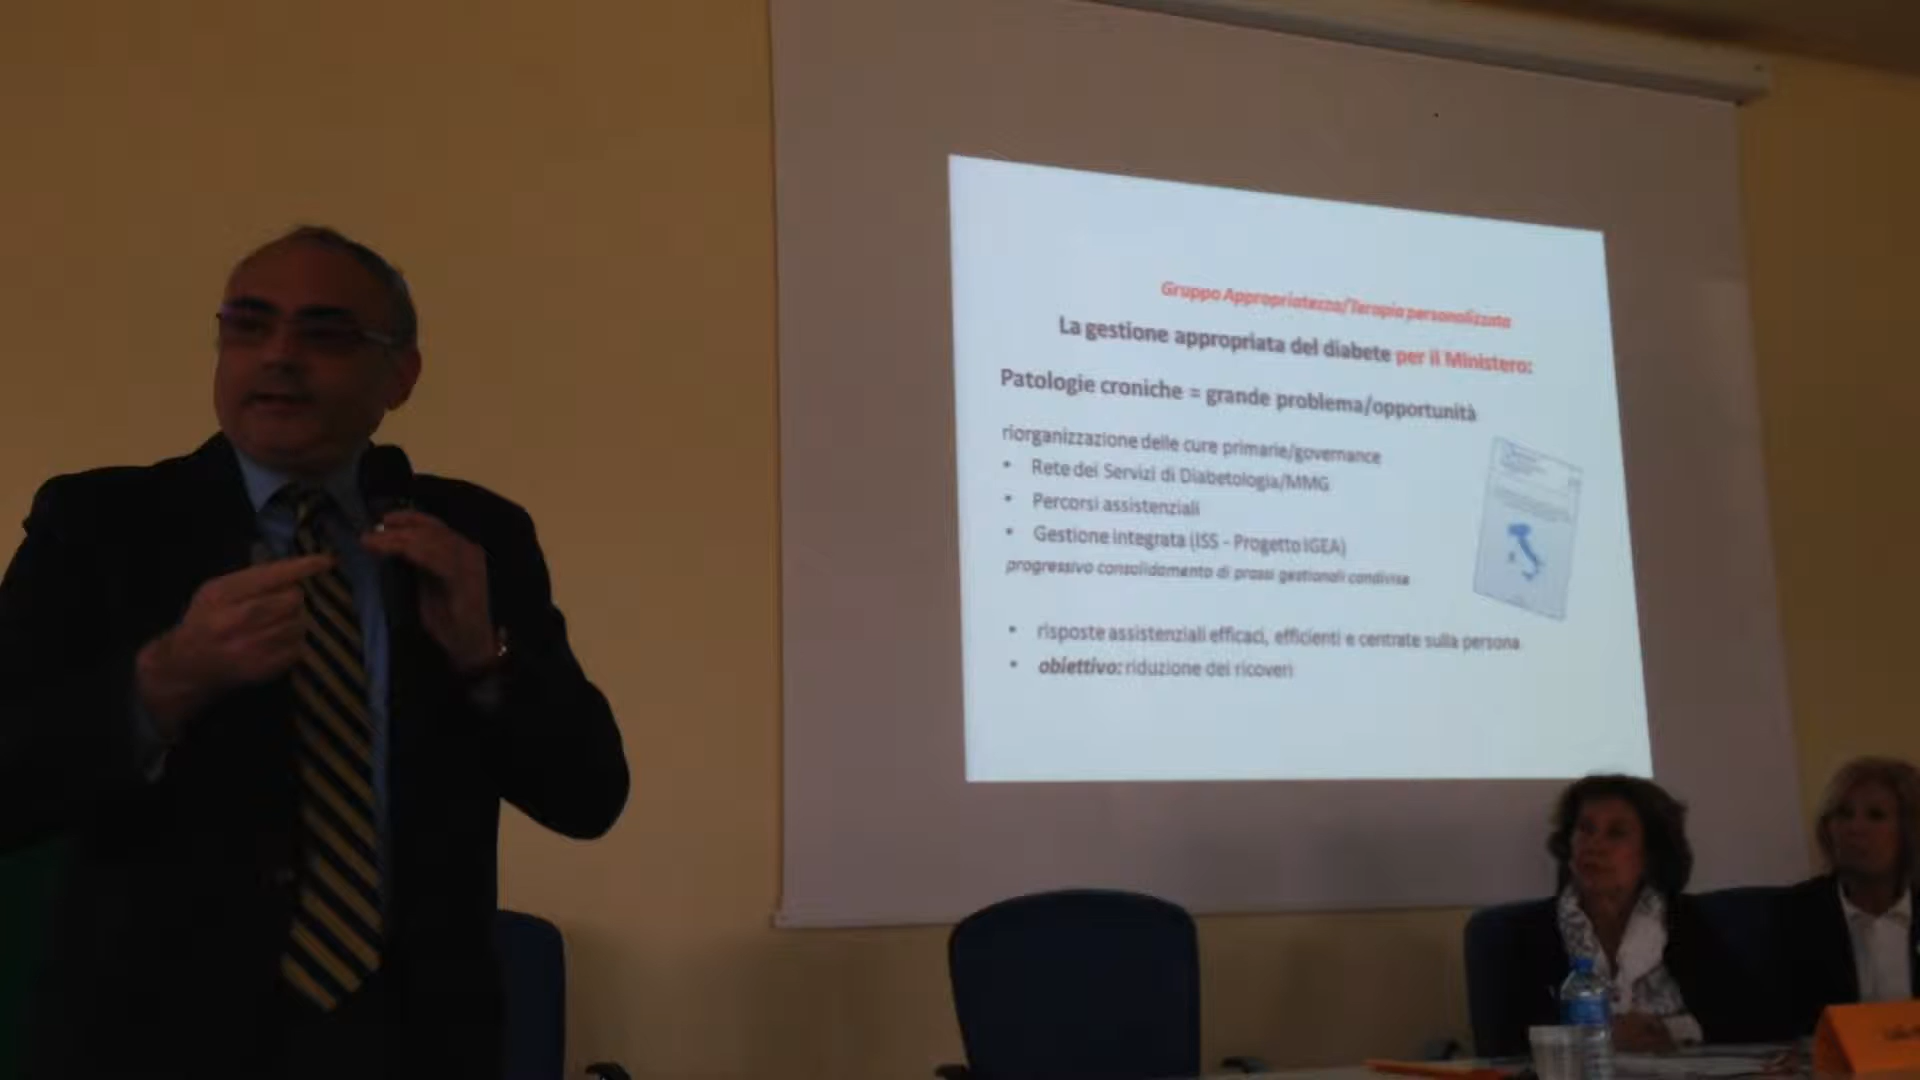 Gruppo Appropriatezza/Terapia personalizzata
La gestione appropriata del diabete per il Ministero:
Patologie croniche = grande problema/opportunità
riorganizzazione delle cure primarie/governance
• Rete dei Servizi di Diabetologia/MMG
• Percorsi assistenziali
• Gestione integrata (ISS - Progetto IGEA)
progressivo consolidamento di prassi gestionali condivise
• risposte assistenziali efficaci, efficienti e centrate sulla persona
• obiettivo: riduzione dei ricoveri